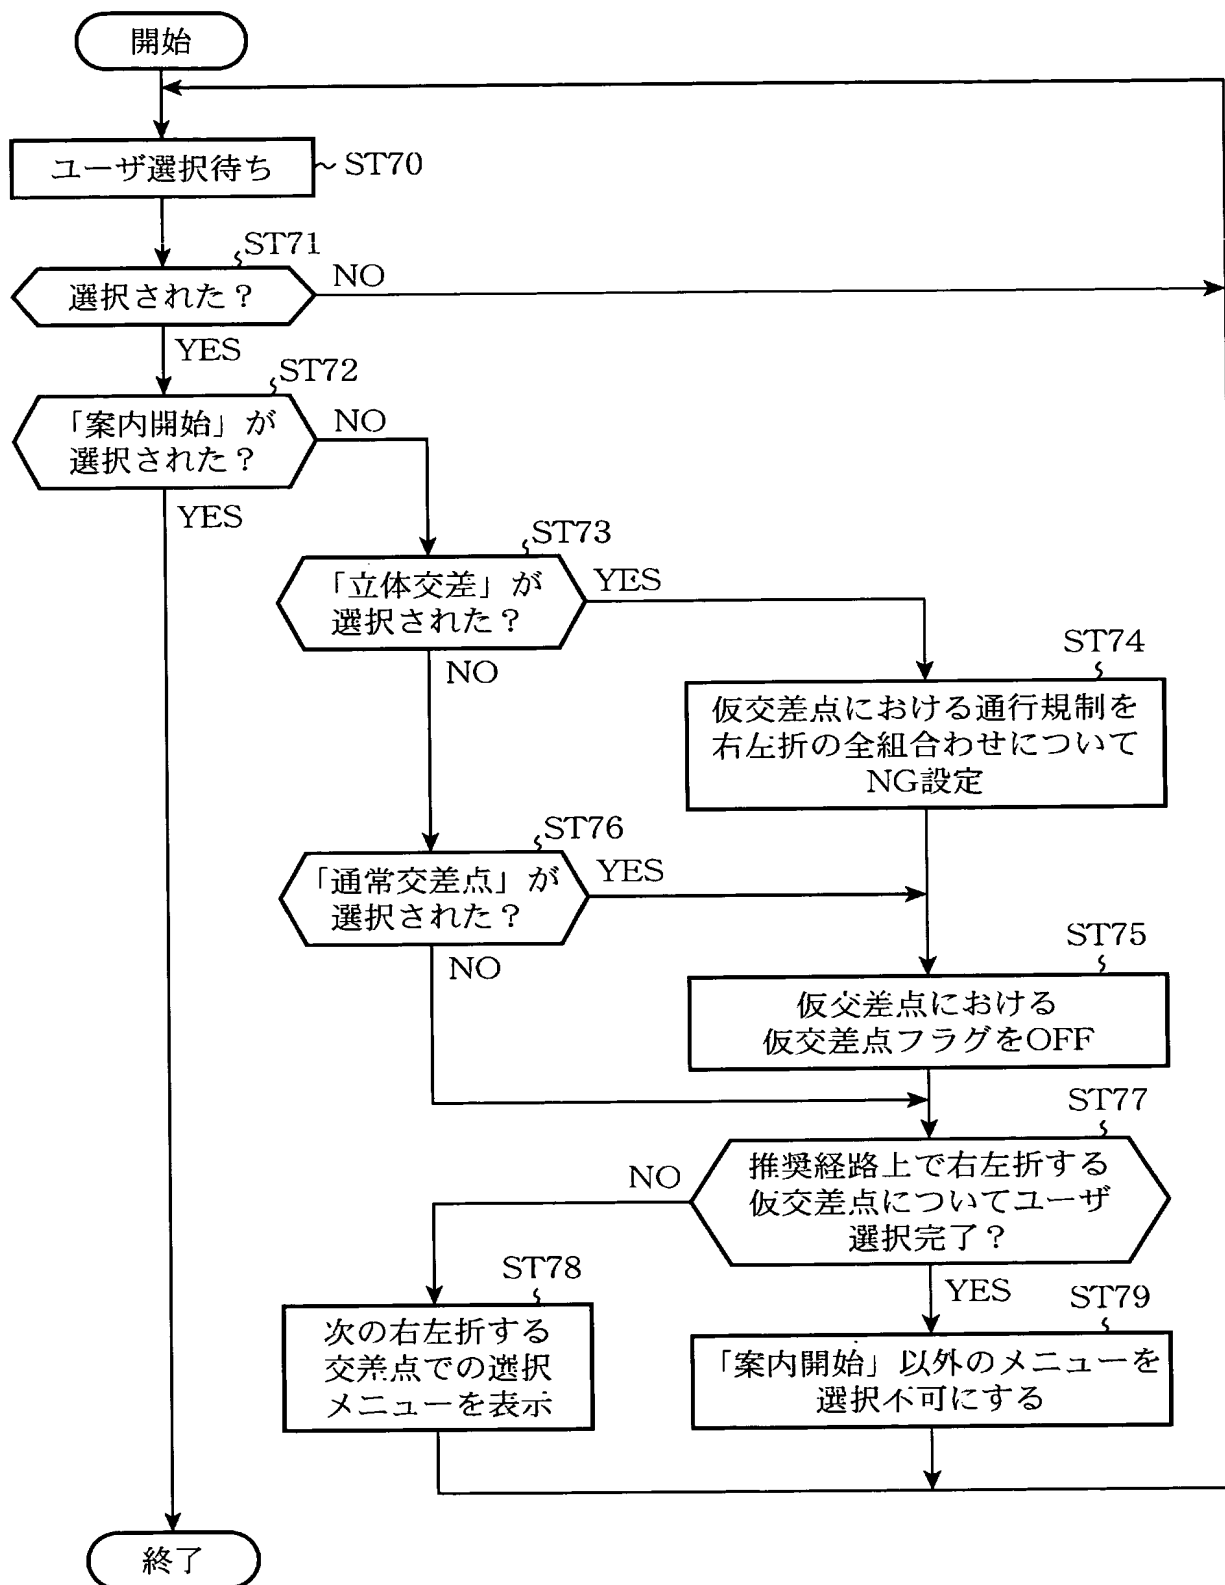 開始
ユーザ選択待ち
ST70
ST71
選択された？
NO
YES
ST72
「案内開始」が
選択された？
NO
YES
ST73
「立体交差」が
選択された？
YES
NO
ST74
仮交差点における通行規制を
右左折の全組合わせについて
NG設定
ST76
「通常交差点」が
選択された？
YES
NO
ST75
仮交差点における
仮交差点フラグをOFF
ST77
推奨経路上で右左折する
仮交差点についてユーザ
選択完了？
NO
YES
ST78
次の右左折する
交差点での選択
メニューを表示
ST79
「案内開始」以外のメニューを
選択不可にする
終了